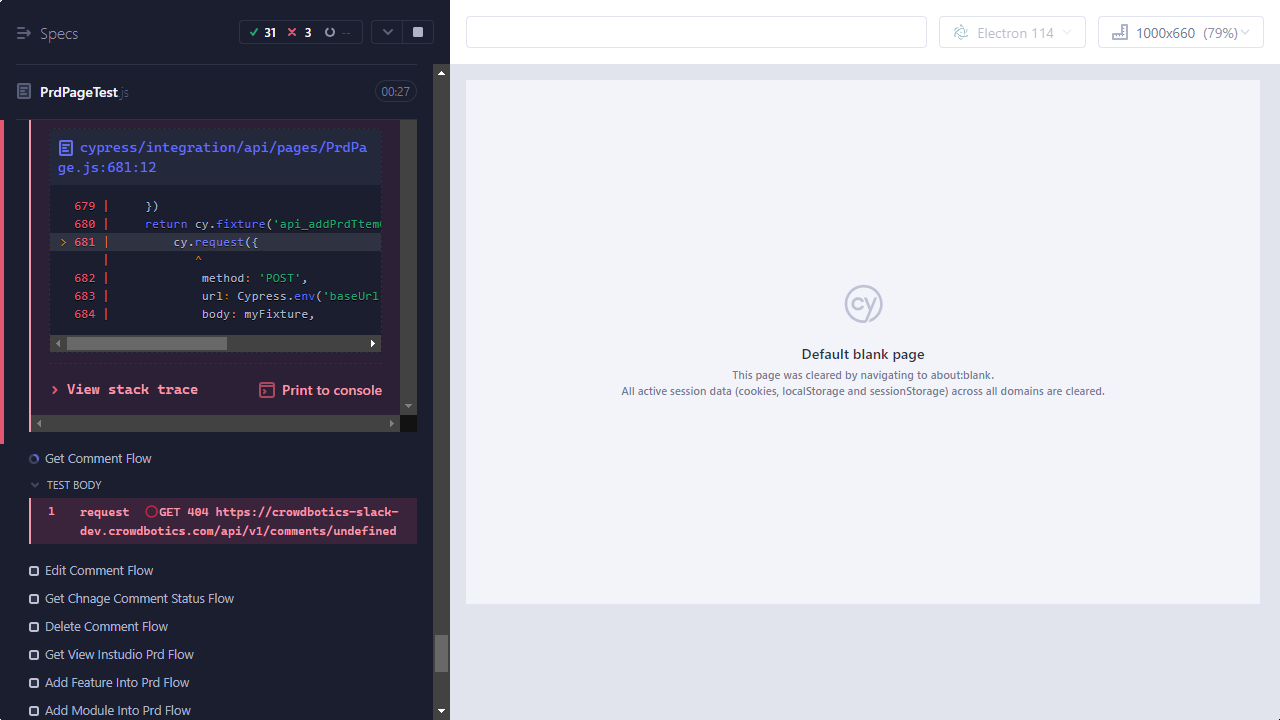 Specs
31
3
--
Electron 114
1000x660 (79%)
PrdPageTest.js
00:27
cypress/integration/api/pages/PrdPa
ge.js:681:12
679 | })
680 | return cy.fixture('api_addPrdTtem
> 681 | cy.request({
| ^
682 | method: 'POST',
683 | url: Cypress.env('baseUrl
684 | body: myFixture,
View stack trace
Print to console
cy
Default blank page
This page was cleared by navigating to about:blank.
All active session data (cookies, localStorage and sessionStorage) across all domains are cleared.
Get Comment Flow
TEST BODY
1 request GET 404 https://crowdbotics-slack-
dev.crowdbotics.com/api/v1/comments/undefined
Edit Comment Flow
Get Chnage Comment Status Flow
Delete Comment Flow
Get View Instudio Prd Flow
Add Feature Into Prd Flow
Add Module Into Prd Flow